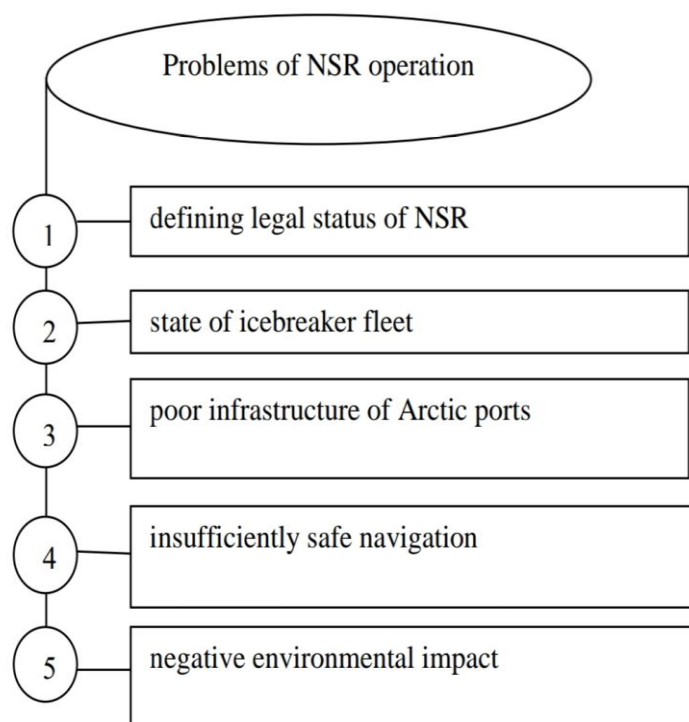 Problems of NSR operation
1
defining legal status of NSR
2
state of icebreaker fleet
3
poor infrastructure of Arctic ports
4
insufficiently safe navigation
5
negative environmental impact